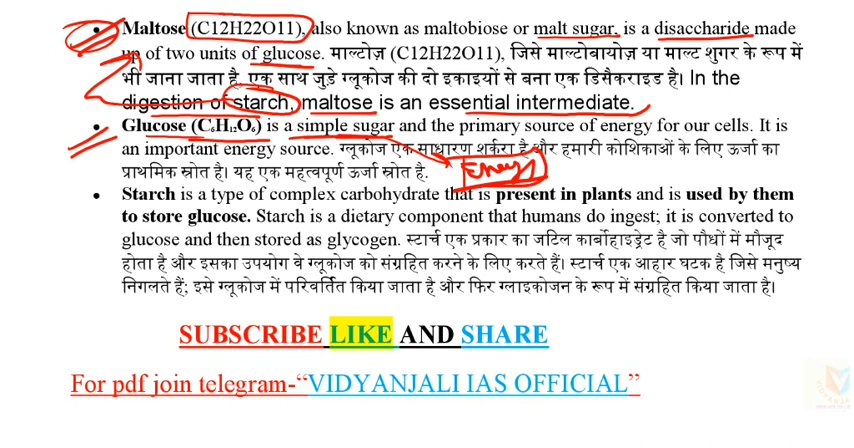 • Maltose (C12H22O11), also known as maltobiose or malt sugar, is a disaccharide made
up of two units of glucose. माल्टोज़ (C12H22O11), जिसे माल्टोबायोज़ या माल्ट शुगर के रूप में
भी जाना जाता है, एक साथ जुड़े ग्लूकोज की दो इकाइयों से बना एक डिसैकराइड है। In the
digestion of starch, maltose is an essential intermediate.
• Glucose (C₆H₁₂O₆) is a simple sugar and the primary source of energy for our cells. It is
an important energy source. ग्लूकोज एक साधारण शर्करा है और हमारी कोशिकाओं के लिए ऊर्जा का
Energy
प्राथमिक स्रोत है। यह एक महत्वपूर्ण ऊर्जा स्रोत है.
• Starch is a type of complex carbohydrate that is present in plants and is used by them
to store glucose. Starch is a dietary component that humans do ingest; it is converted to
glucose and then stored as glycogen. स्टार्च एक प्रकार का जटिल कार्बोहाइड्रेट है जो पौधों में मौजूद
होता है और इसका उपयोग वे ग्लूकोज को संग्रहित करने के लिए करते हैं। स्टार्च एक आहार घटक है जिसे मनुष्य
निगलते हैं; इसे ग्लूकोज में परिवर्तित किया जाता है और फिर ग्लाइकोजन के रूप में संग्रहित किया जाता है।
SUBSCRIBE LIKE AND SHARE
For pdf join telegram-“VIDYANJALI IAS OFFICIAL”